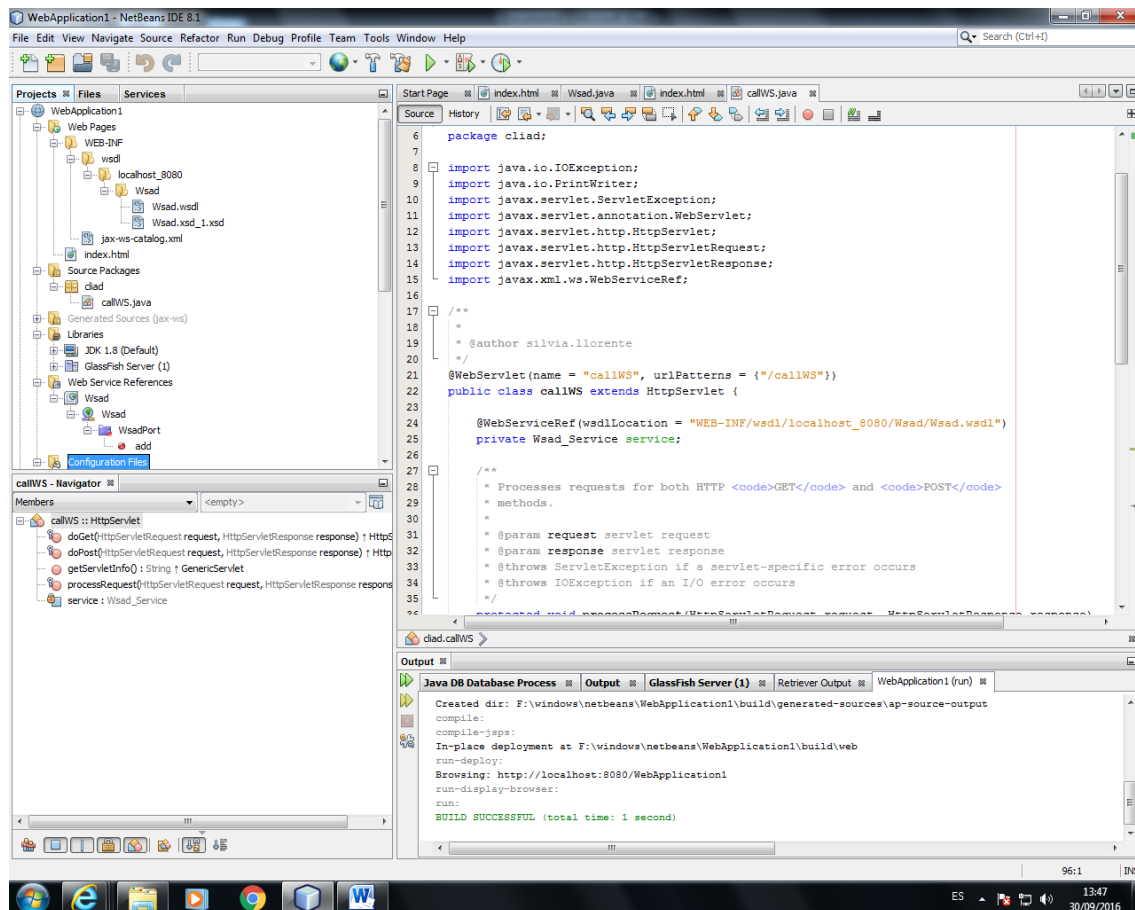 WebApplication1 - NetBeans IDE 8.1
File Edit View Navigate Source Refactor Run Debug Profile Team Tools Window Help
Search (Ctrl+I)
Projects Files Services
WebApplication1
Web Pages
WEB-INF
wsdl
localhost_8080
Wsad
Wsad.wsdl
Wsad.xsd_1.xsd
jax-ws-catalog.xml
index.html
Source Packages
cliad
callWS.java
Generated Sources (jax-ws)
Libraries
JDK 1.8 (Default)
GlassFish Server (1)
Web Service References
Wsad
Wsad
WsadPort
add
Configuration Files
callWS - Navigator
Members <empty>
callWS :: HttpServlet
doGet(HttpServletRequest request, HttpServletResponse response) ↑ HttpS
doPost(HttpServletRequest request, HttpServletResponse response) ↑ Http
getServletInfo() : String ↑ GenericServlet
processRequest(HttpServletRequest request, HttpServletResponse respons
service : Wsad_Service
Start Page index.html Wsad.java index.html callWS.java
Source History
6 package cliad;
7
8 import java.io.IOException;
9 import java.io.PrintWriter;
10 import javax.servlet.ServletException;
11 import javax.servlet.annotation.WebServlet;
12 import javax.servlet.http.HttpServlet;
13 import javax.servlet.http.HttpServletRequest;
14 import javax.servlet.http.HttpServletResponse;
15 import javax.xml.ws.WebServiceRef;
16
17 /**
18 *
19 * @author silvia.llorente
20 */
21 @WebServlet(name = "callWS", urlPatterns = {"/callWS"})
22 public class callWS extends HttpServlet {
23
24 @WebServiceRef(wsdlLocation = "WEB-INF/wsdl/localhost_8080/Wsad/Wsad.wsdl")
25 private Wsad_Service service;
26
27 /**
28 * Processes requests for both HTTP <code>GET</code> and <code>POST</code>
29 * methods.
30 *
31 * @param request servlet request
32 * @param response servlet response
33 * @throws ServletException if a servlet-specific error occurs
34 * @throws IOException if an I/O error occurs
35 */
36 protected void processRequest(HttpServletRequest request, HttpServletResponse response)
cliad.callWS
Output
Java DB Database Process Output GlassFish Server (1) Retriever Output WebApplication1 (run)
Created dir: F:\windows\netbeans\WebApplication1\build\generated-sources\ap-source-output
compile:
compile-jsps:
In-place deployment at F:\windows\netbeans\WebApplication1\build\web
run-deploy:
Browsing: http://localhost:8080/WebApplication1
run-display-browser:
run:
BUILD SUCCESSFUL (total time: 1 second)
96:1 IN
ES 13:47
30/09/2016